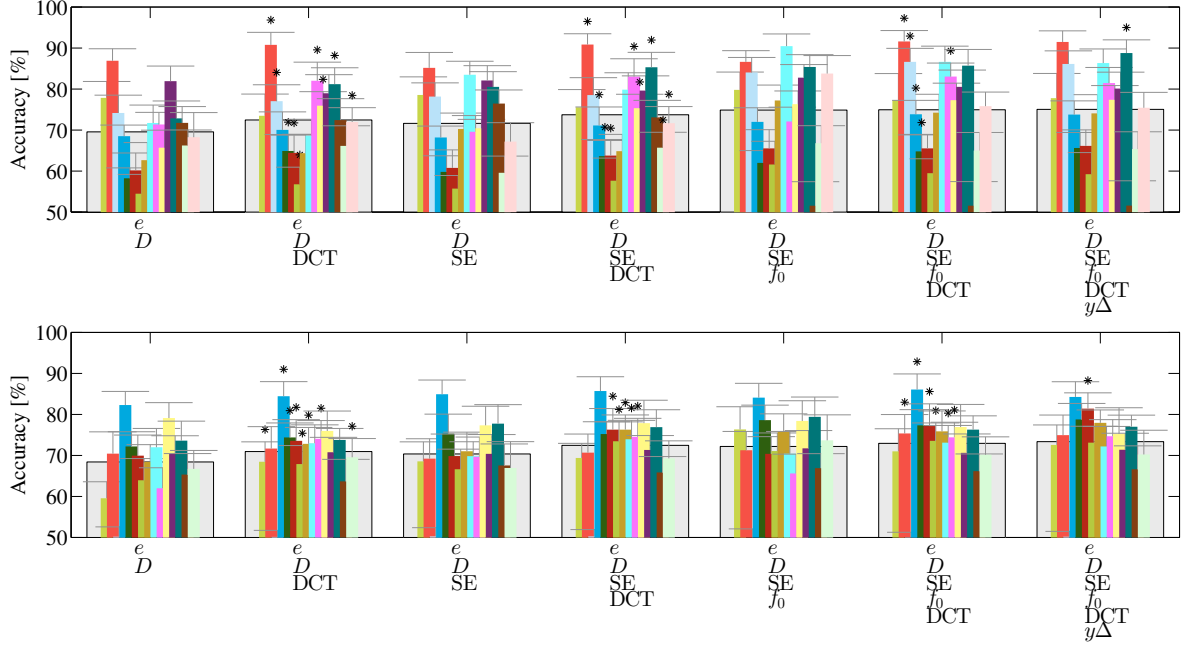 100
90
80
70
60
50
Accuracy [%]
e e e e e e e
D D D D D D D
DCT SE SE SE SE SE
DCT f₀ f₀ f₀
DCT DCT
yΔ
100
90
80
70
60
50
Accuracy [%]
e e e e e e e
D D D D D D D
DCT SE SE SE SE SE
DCT f₀ f₀ f₀
DCT DCT
yΔ